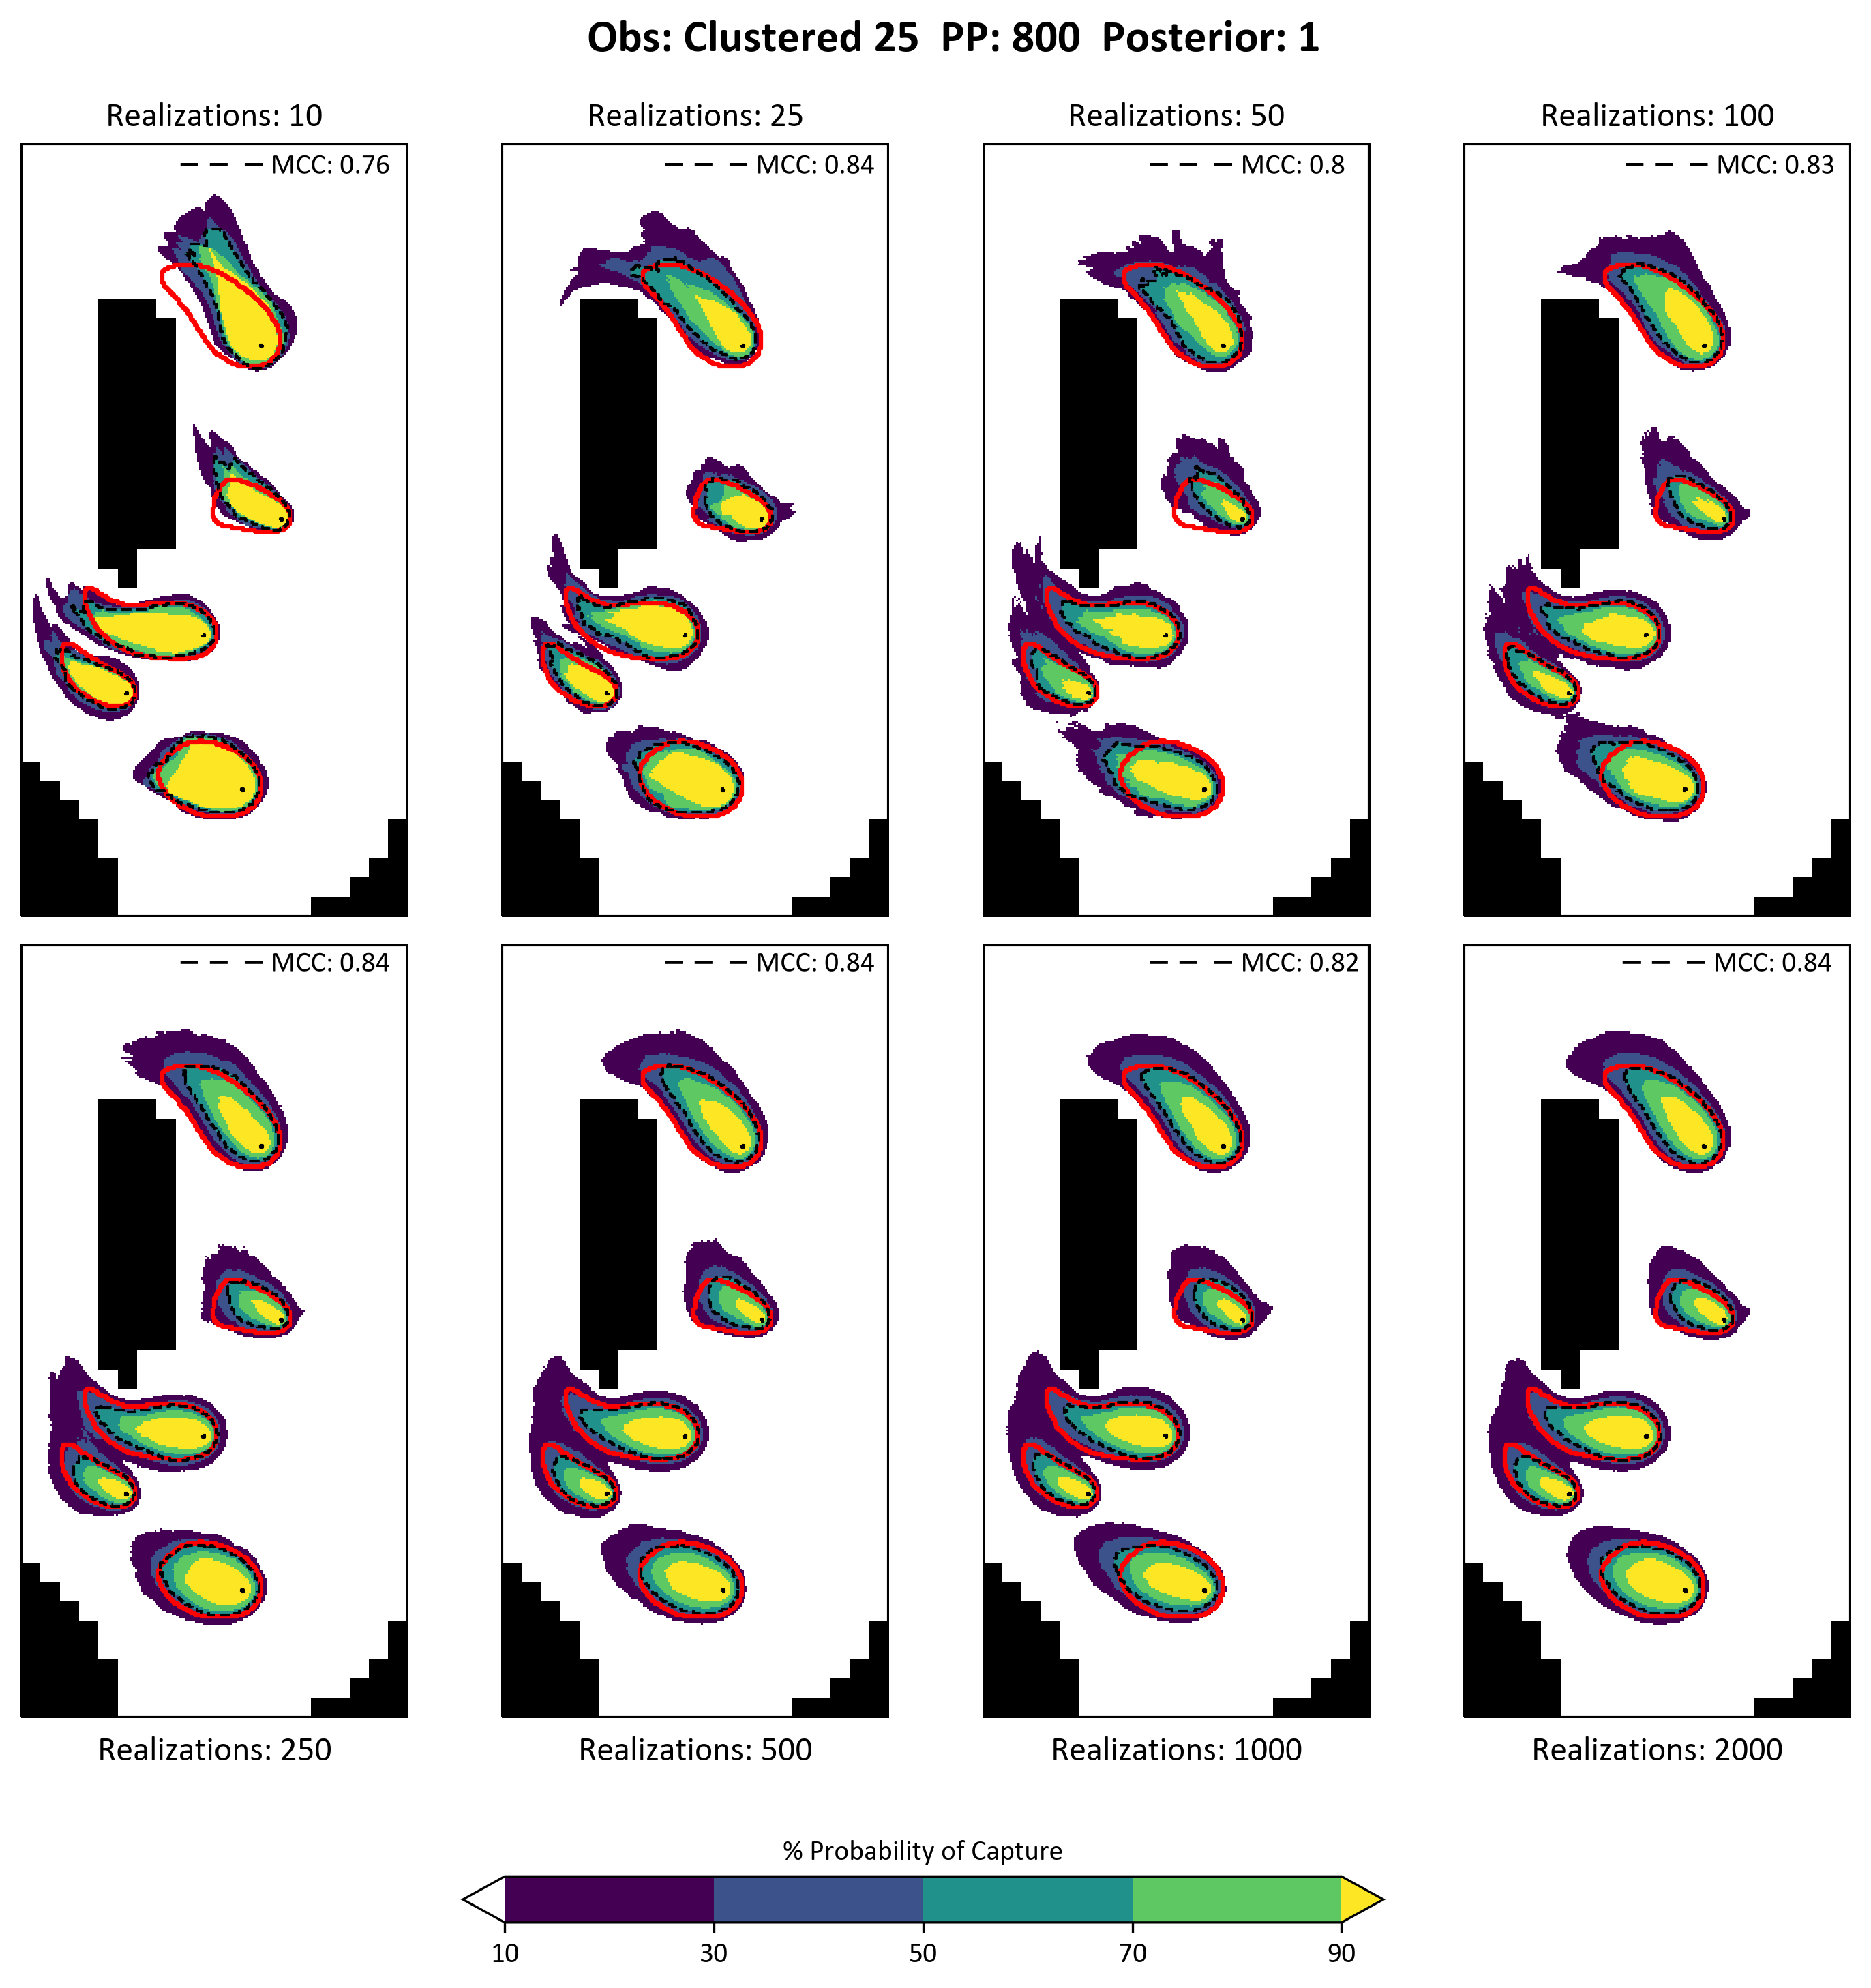 Obs: Clustered 25 PP: 800 Posterior: 1
Realizations: 10
Realizations: 25
Realizations: 50
Realizations: 100
MCC: 0.76
MCC: 0.84
MCC: 0.8
MCC: 0.83
MCC: 0.84
MCC: 0.84
MCC: 0.82
MCC: 0.84
Realizations: 250
Realizations: 500
Realizations: 1000
Realizations: 2000
% Probability of Capture
10 30 50 70 90